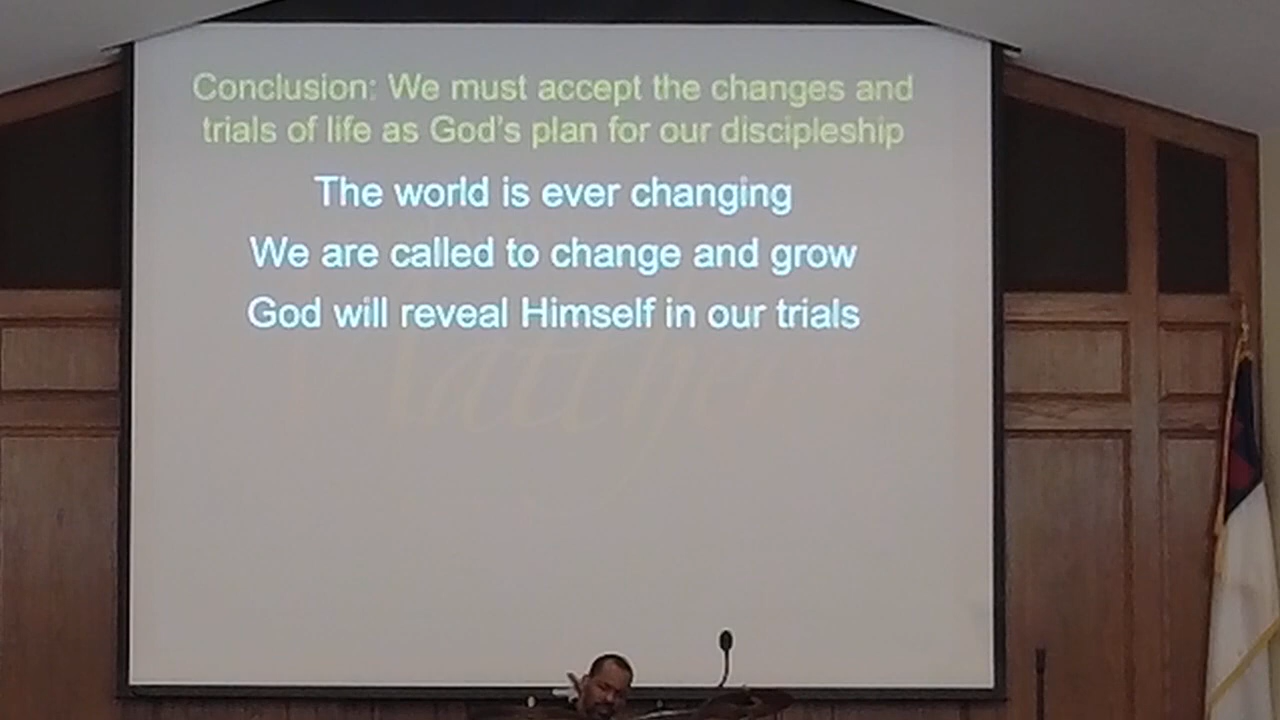 Conclusion: We must accept the changes and
trials of life as God's plan for our discipleship
The world is ever changing
We are called to change and grow
God will reveal Himself in our trials
Matthew